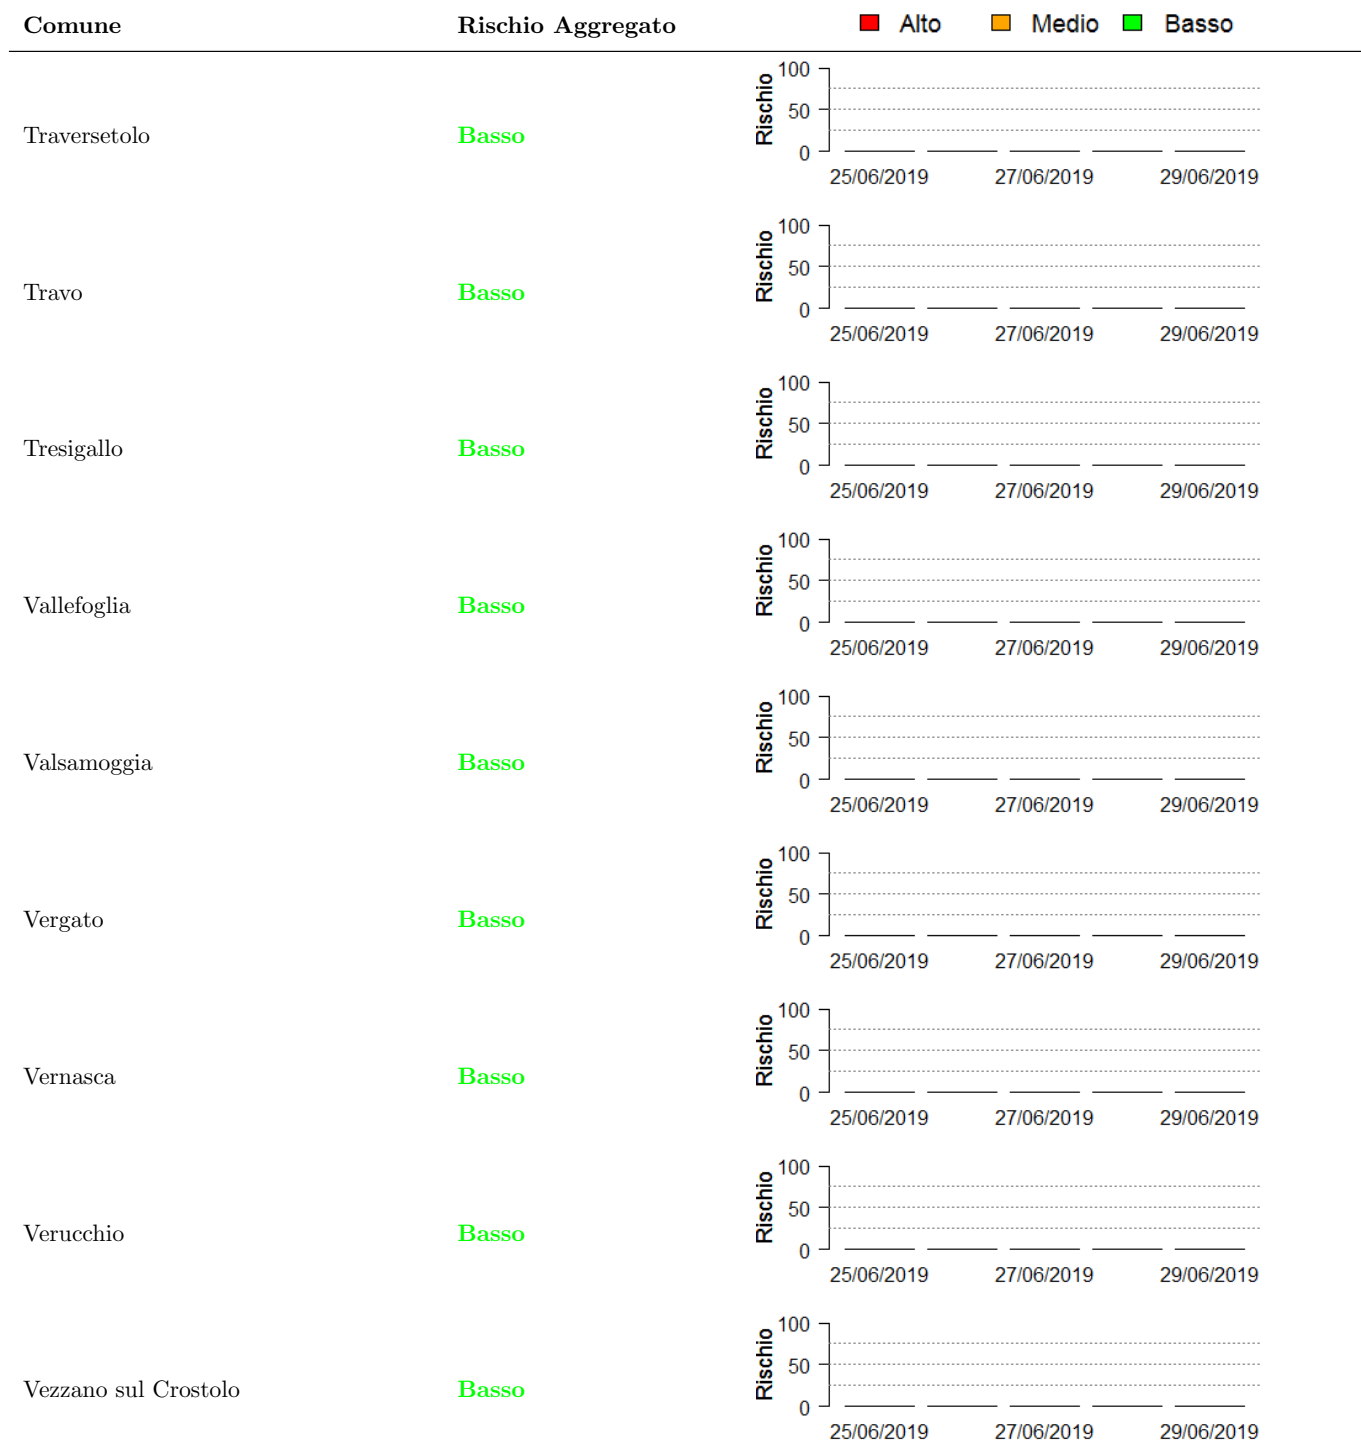 Comune Rischio Aggregato Alto Medio Basso
Traversetolo Basso
Rischio
100
50
0
25/06/2019 27/06/2019 29/06/2019
Travo Basso
Rischio
100
50
0
25/06/2019 27/06/2019 29/06/2019
Tresigallo Basso
Rischio
100
50
0
25/06/2019 27/06/2019 29/06/2019
Vallefoglia Basso
Rischio
100
50
0
25/06/2019 27/06/2019 29/06/2019
Valsamoggia Basso
Rischio
100
50
0
25/06/2019 27/06/2019 29/06/2019
Vergato Basso
Rischio
100
50
0
25/06/2019 27/06/2019 29/06/2019
Vernasca Basso
Rischio
100
50
0
25/06/2019 27/06/2019 29/06/2019
Verucchio Basso
Rischio
100
50
0
25/06/2019 27/06/2019 29/06/2019
Vezzano sul Crostolo Basso
Rischio
100
50
0
25/06/2019 27/06/2019 29/06/2019